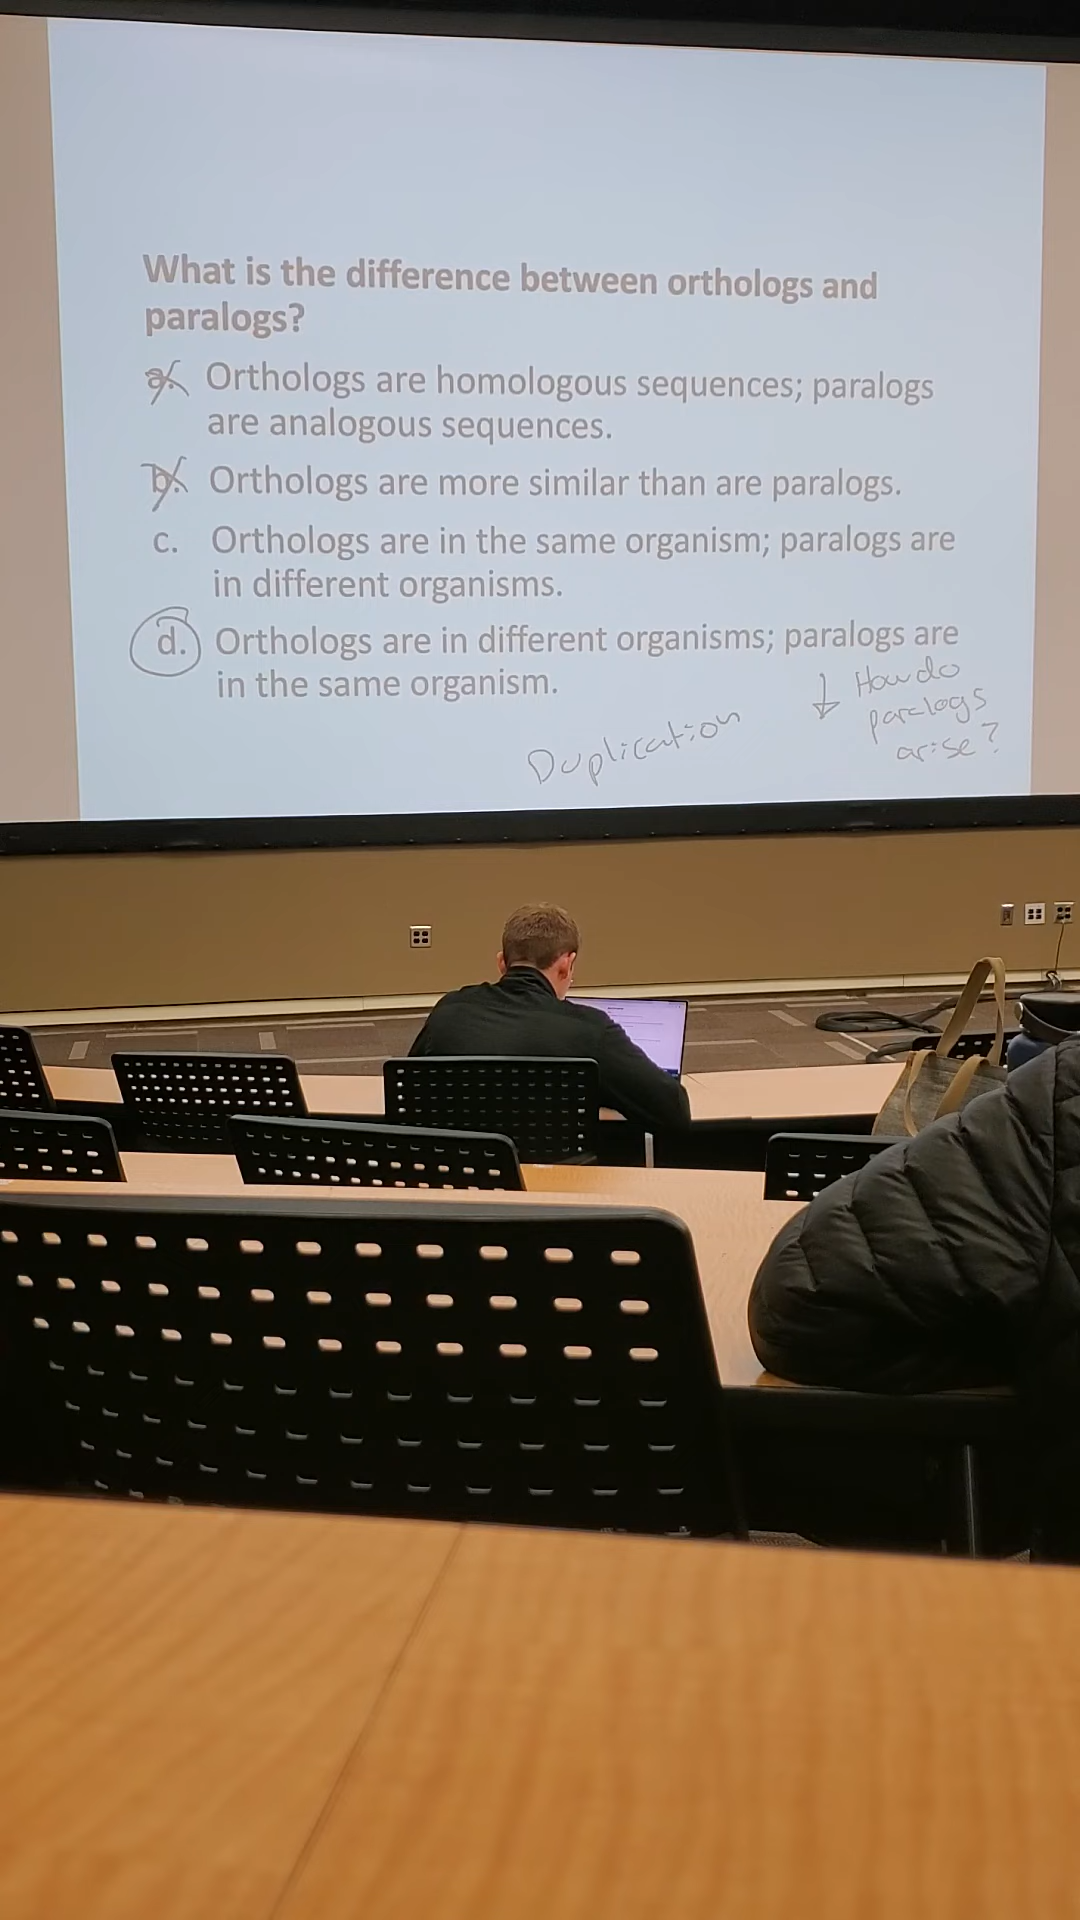 What is the difference between orthologs and
paralogs?
a. Orthologs are homologous sequences; paralogs
are analogous sequences.
b. Orthologs are more similar than are paralogs.
c. Orthologs are in the same organism; paralogs are
in different organisms.
d. Orthologs are in different organisms; paralogs are
in the same organism.
↓ How do
paralogs
arise?
Duplication